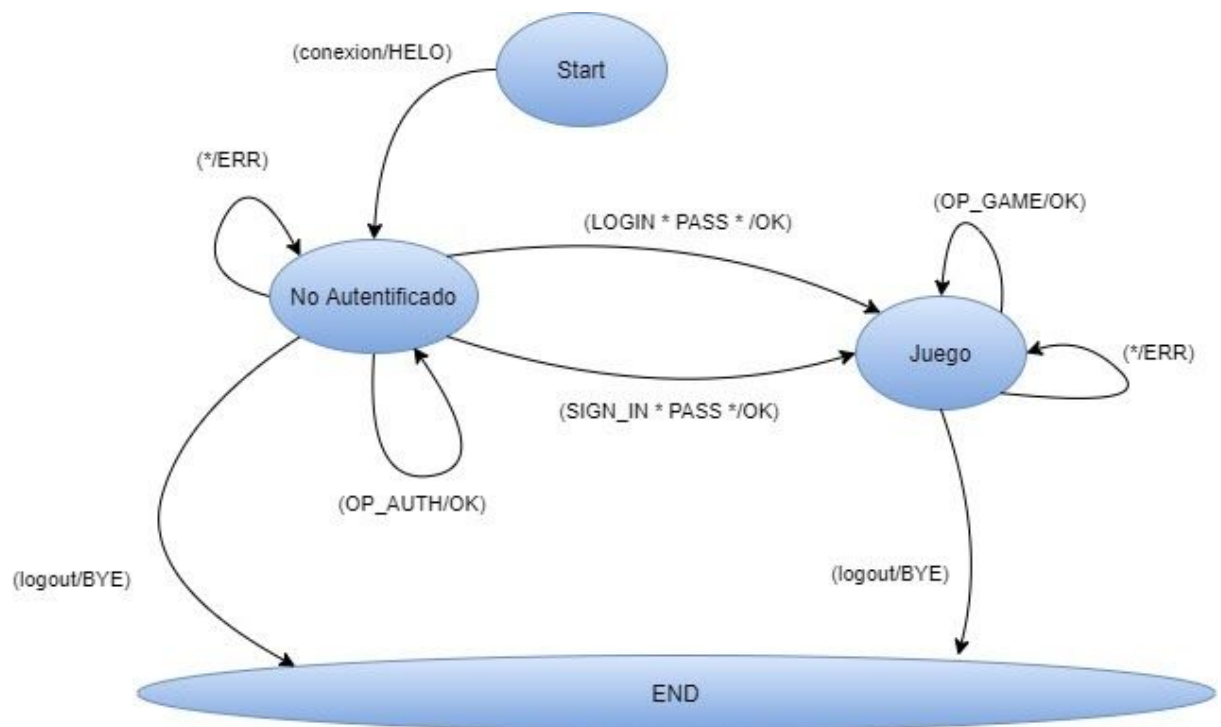 (conexion/HELO)
Start
(*/ERR)
(OP_GAME/OK)
(LOGIN * PASS * /OK)
No Autentificado
Juego
(*/ERR)
(SIGN_IN * PASS */OK)
(OP_AUTH/OK)
(logout/BYE)
(logout/BYE)
END